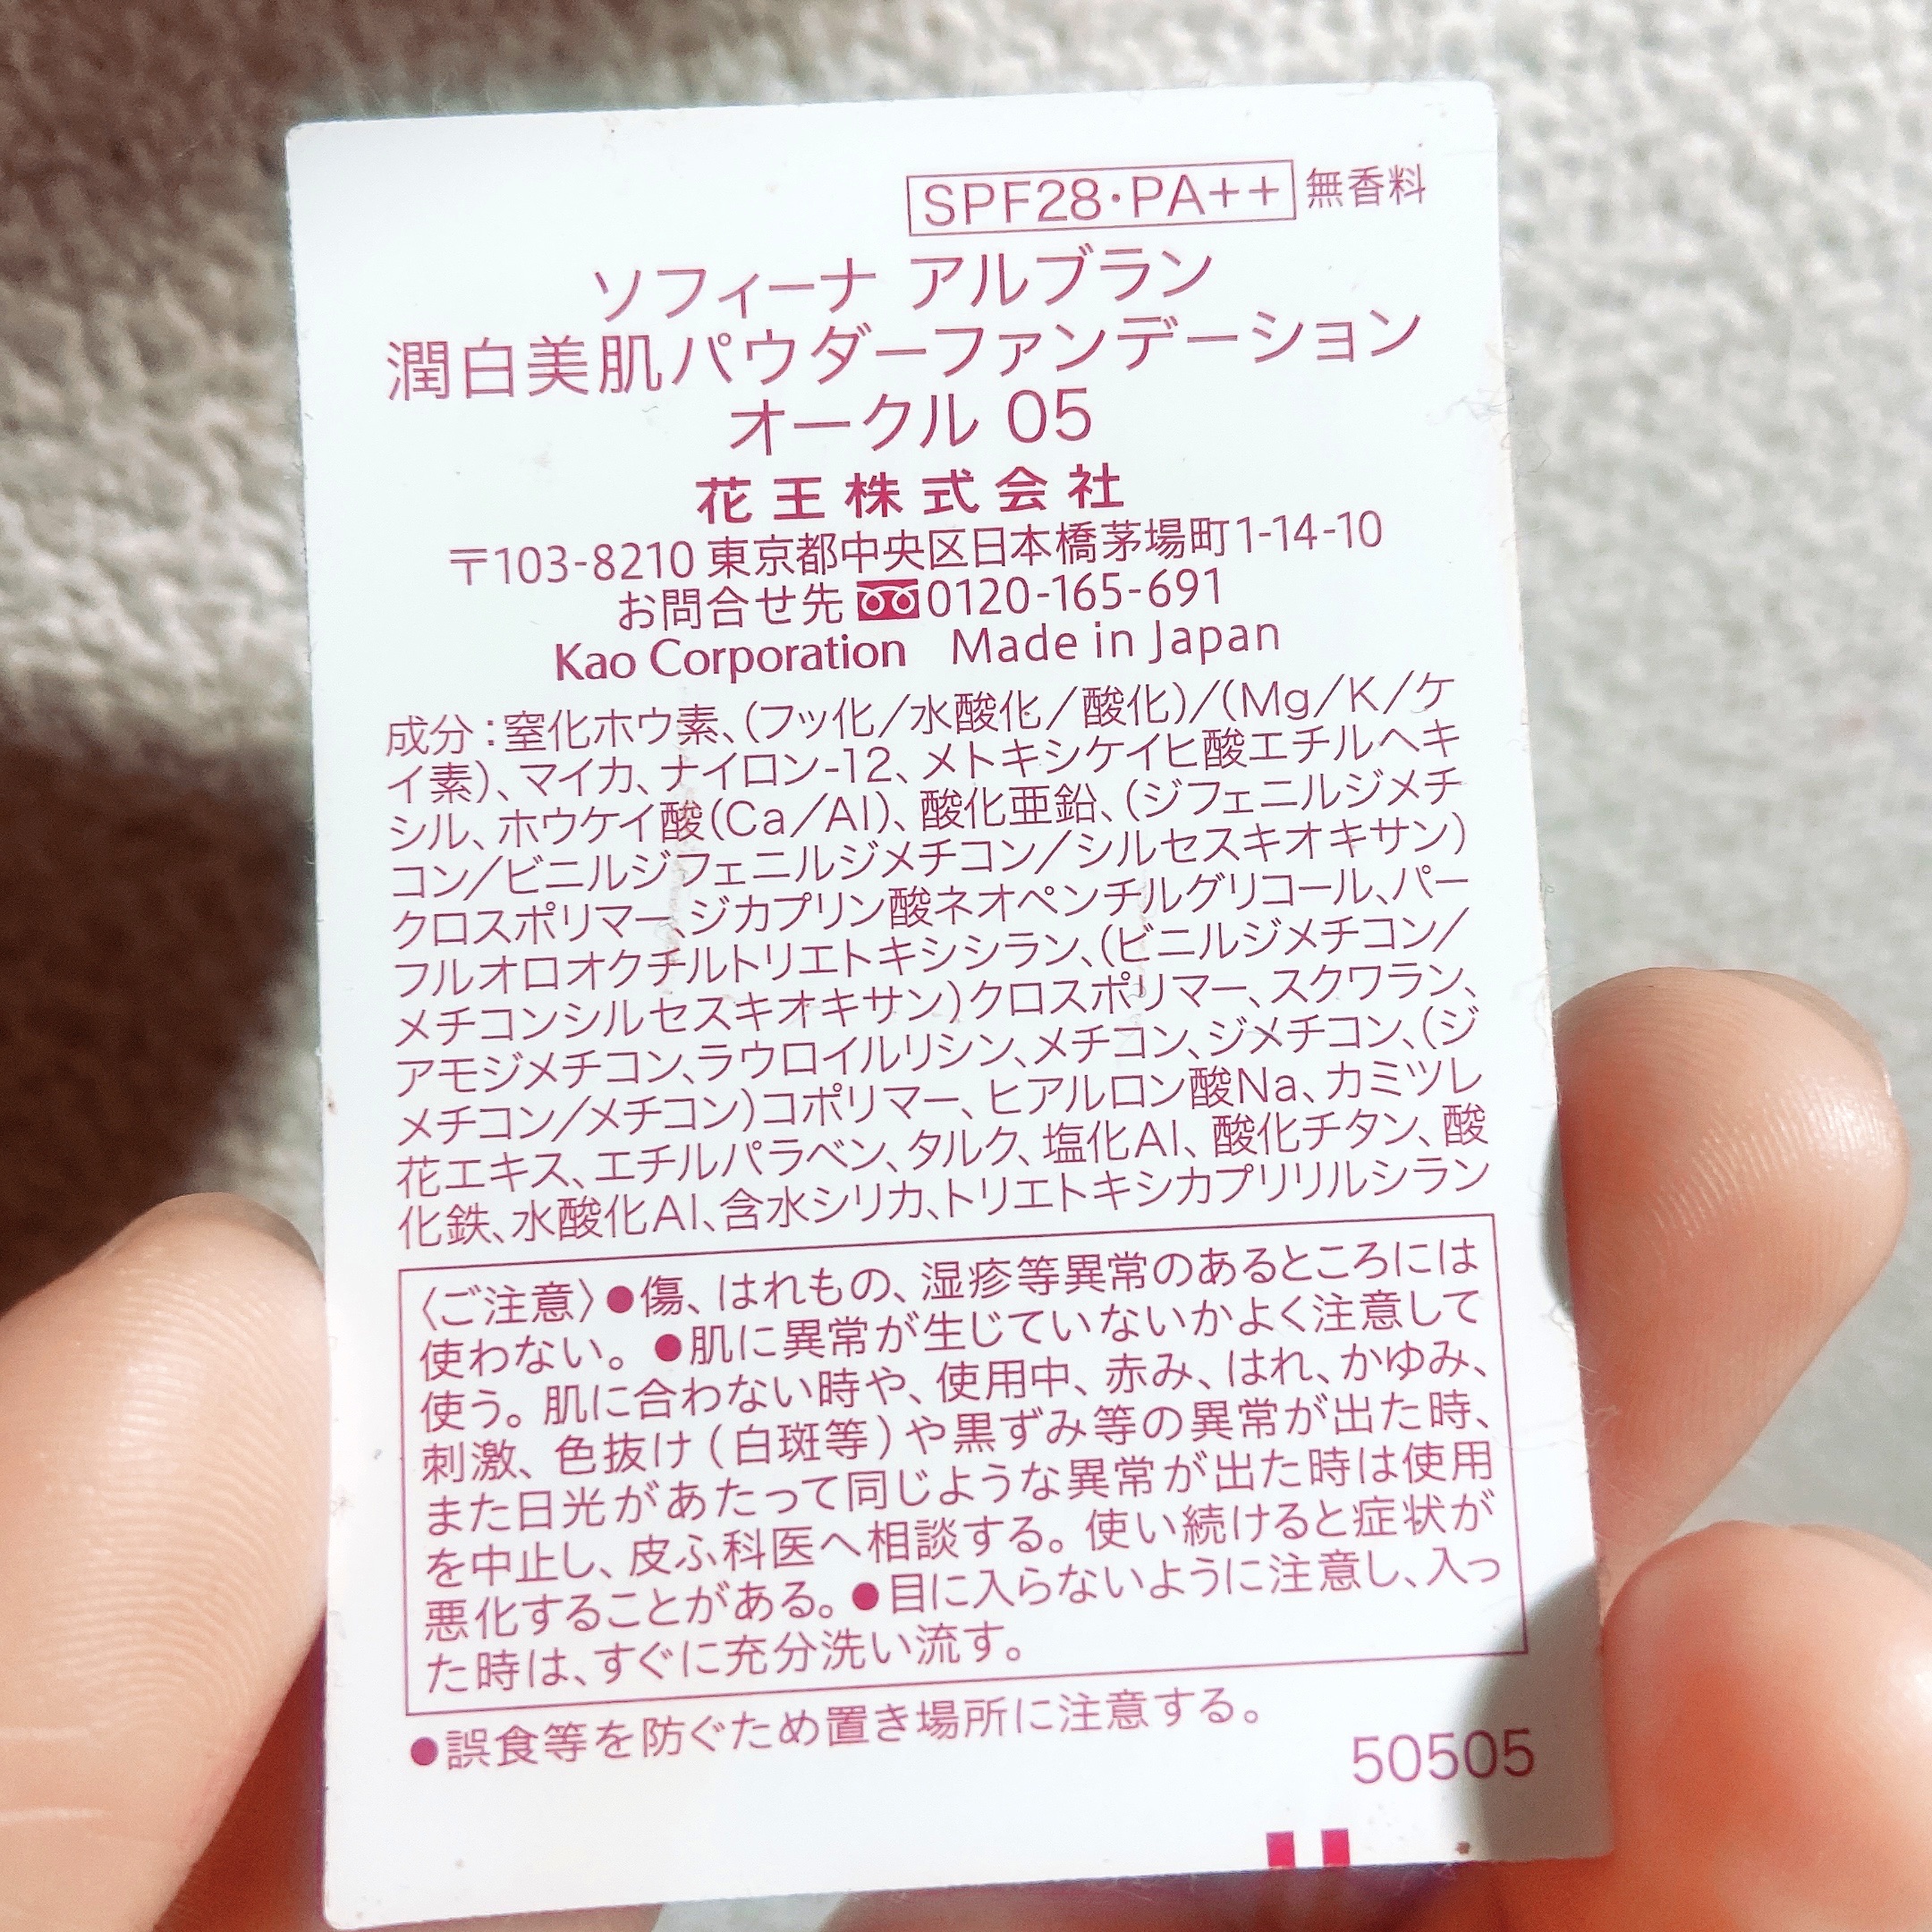 SPF28・PA++ 無香料
ソフィーナ アルブラン
潤白美肌パウダーファンデーション
オークル 05
花王株式会社
〒103-8210 東京都中央区日本橋茅場町1-14-10
お問合せ先 0120-165-691
Kao Corporation Made in Japan
成分:窒化ホウ素、(フッ化/水酸化/酸化)/(Mg/K/ケ
イ素)、マイカ、ナイロン-12、メトキシケイヒ酸エチルヘキ
シル、ホウケイ酸(Ca/Al)、酸化亜鉛、(ジフェニルジメチ
コン/ビニルジフェニルジメチコン/シルセスキオキサン)
クロスポリマー、ジカプリン酸ネオペンチルグリコール、パー
フルオロオクチルトリエトキシシラン、(ビニルジメチコン/
メチコンシルセスキオキサン)クロスポリマー、スクワラン、
アモジメチコン、ラウロイルリシン、メチコン、ジメチコン、(ジ
メチコン/メチコン)コポリマー、ヒアルロン酸Na、カミツレ
花エキス、エチルパラベン、タルク、塩化Al、酸化チタン、酸
化鉄、水酸化Al、含水シリカ、トリエトキシカプリリルシラン
〈ご注意〉●傷、はれもの、湿疹等異常のあるところには
使わない。●肌に異常が生じていないかよく注意して
使う。肌に合わない時や、使用中、赤み、はれ、かゆみ、
刺激、色抜け(白斑等)や黒ずみ等の異常が出た時、
また日光があたって同じような異常が出た時は使用
を中止し、皮ふ科医へ相談する。使い続けると症状が
悪化することがある。●目に入らないように注意し、入っ
た時は、すぐに充分洗い流す。
●誤食等を防ぐため置き場所に注意する。
50505